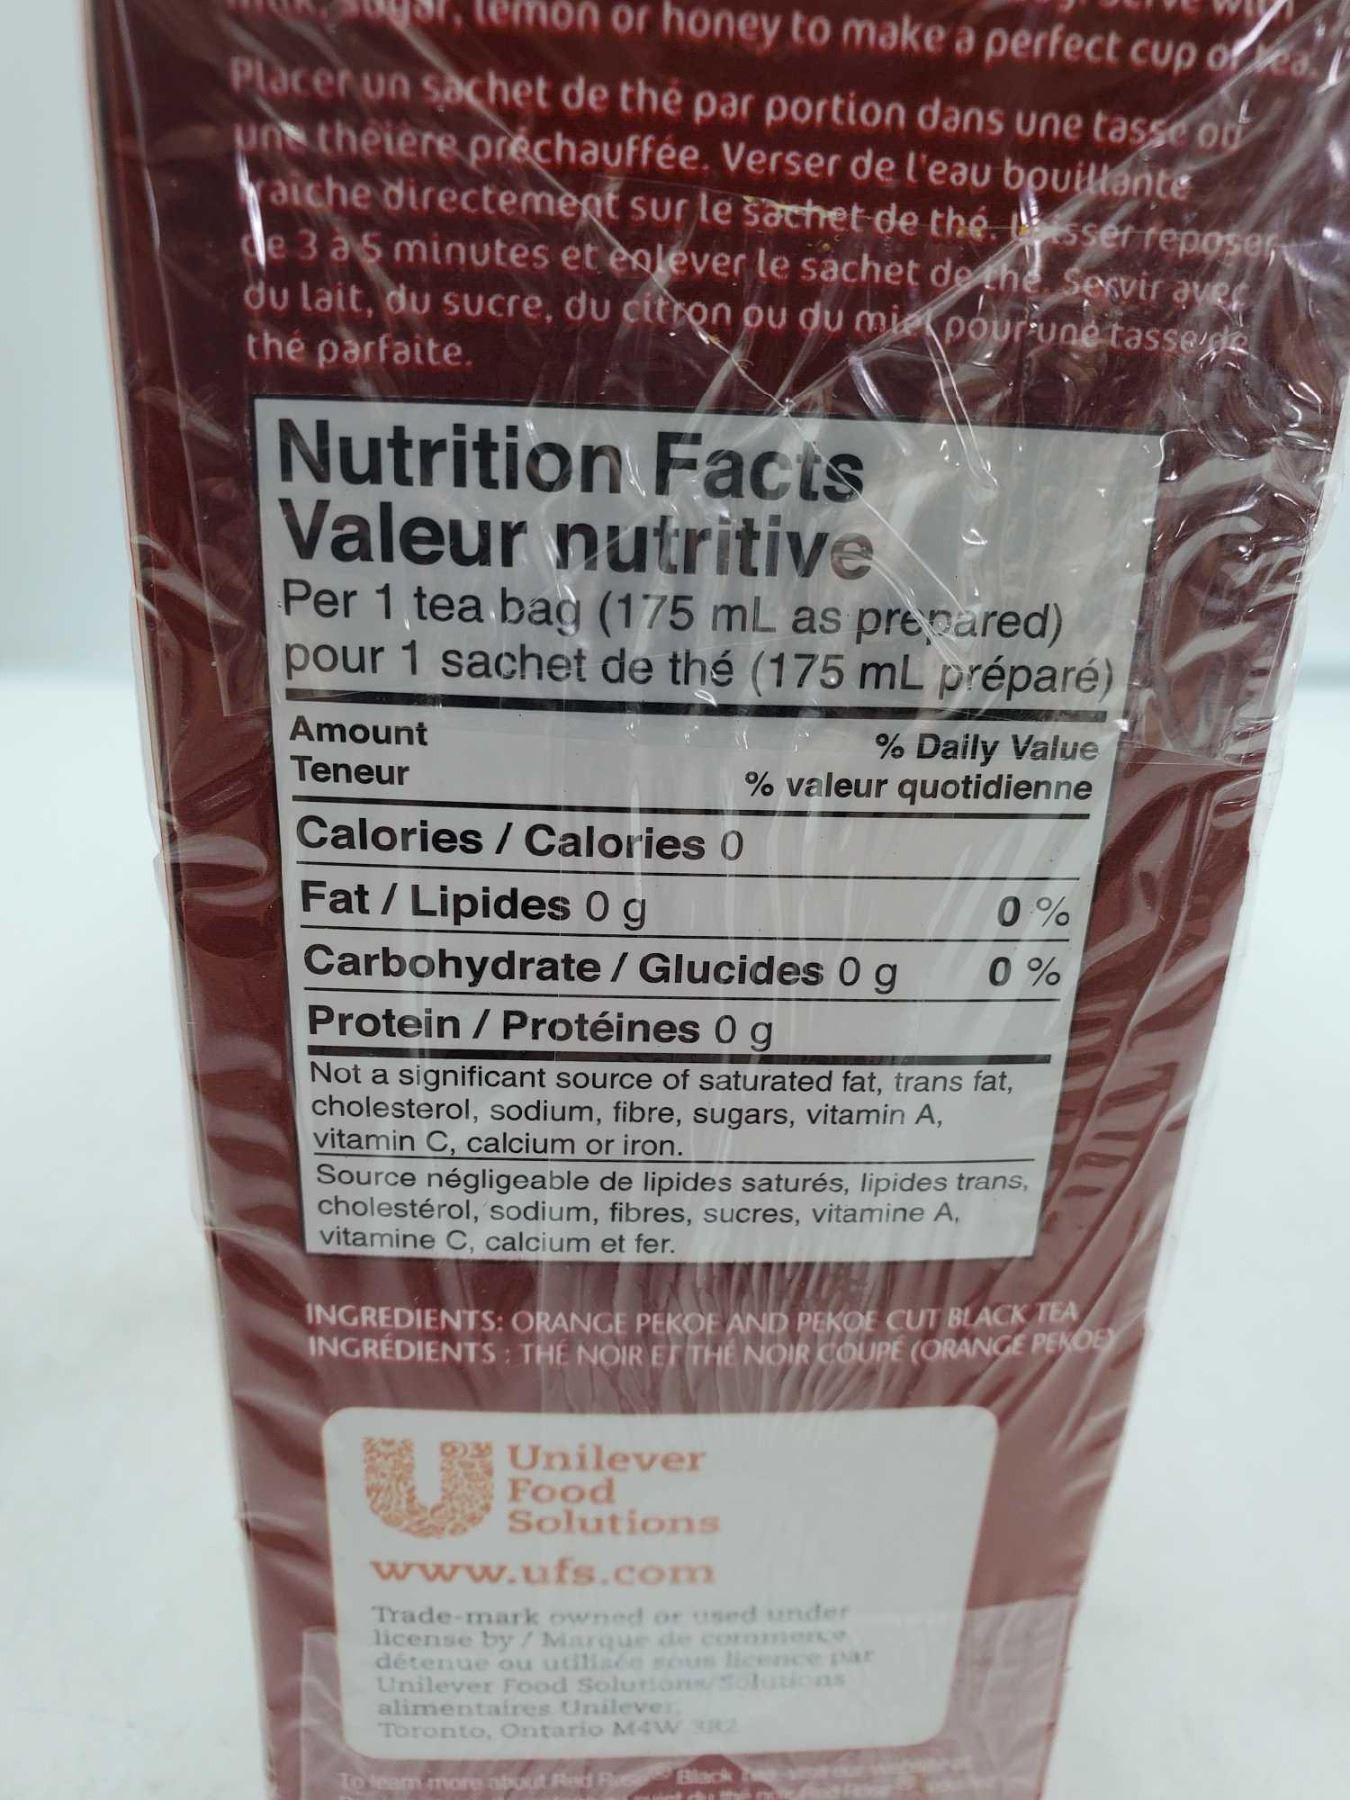 sugar, lemon or honey to make a perfect cup of tea.
Placer un sachet de thé par portion dans une tasse ou
une théière préchauffée. Verser de l'eau bouillante
fraîche directement sur le sachet de thé. Laisser reposer
de 3 à 5 minutes et enlever le sachet de thé. Servir avec
du lait, du sucre, du citron ou du miel pour une tasse de
thé parfaite.
Nutrition Facts
Valeur nutritive
Per 1 tea bag (175 mL as prepared)
pour 1 sachet de thé (175 mL préparé)
Amount % Daily Value
Teneur % valeur quotidienne
Calories / Calories 0
Fat / Lipides 0 g 0 %
Carbohydrate / Glucides 0 g 0 %
Protein / Protéines 0 g
Not a significant source of saturated fat, trans fat,
cholesterol, sodium, fibre, sugars, vitamin A,
vitamin C, calcium or iron.
Source négligeable de lipides saturés, lipides trans,
cholestérol, sodium, fibres, sucres, vitamine A,
vitamine C, calcium et fer.
INGREDIENTS: ORANGE PEKOE AND PEKOE CUT BLACK TEA
INGRÉDIENTS : THÉ NOIR ET THÉ NOIR COUPÉ (ORANGE PEKOE)
Unilever
Food
Solutions
www.ufs.com
Trade-mark owned or used under
license by / Marque de commerce
détenue ou utilisée sous licence par
Unilever Food Solutions/Solutions
alimentaires Unilever,
Toronto, Ontario M4W 3R2
To learn more about Red Rose® Black